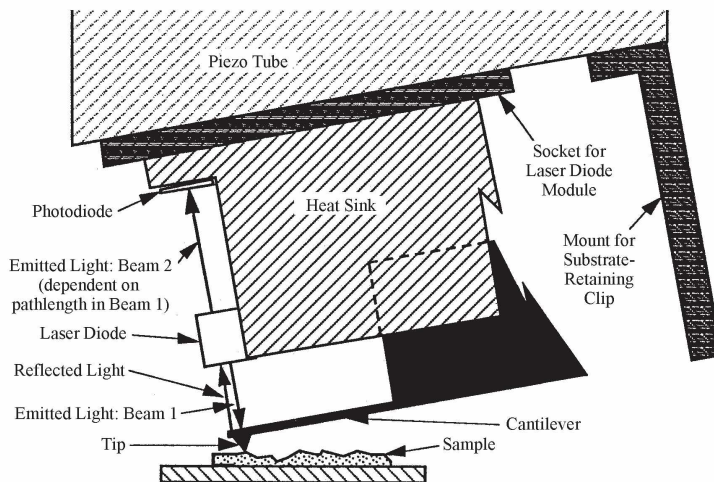 Piezo Tube
Socket for
Laser Diode
Module
Photodiode
Heat Sink
Mount for
Substrate-
Retaining
Clip
Emitted Light: Beam 2
(dependent on
pathlength in Beam 1)
Laser Diode
Reflected Light
Emitted Light: Beam 1
Cantilever
Tip
Sample